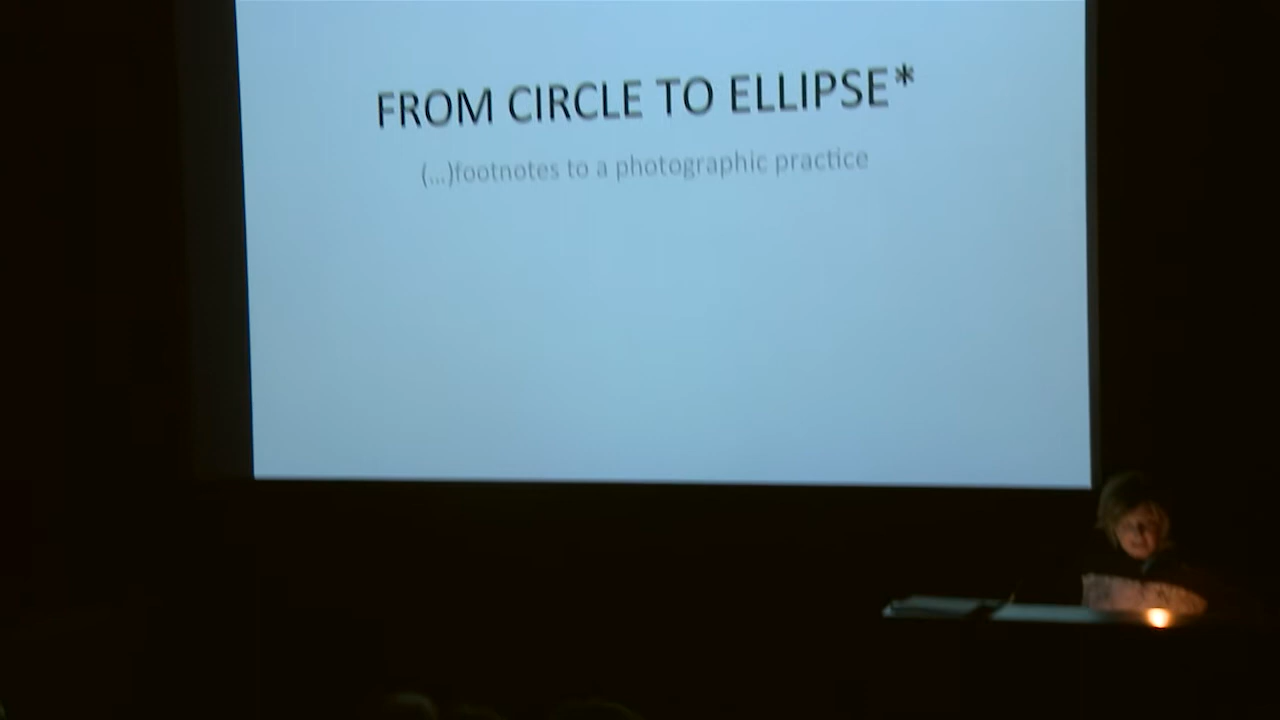 FROM CIRCLE TO ELLIPSE*
(...)footnotes to a photographic practice